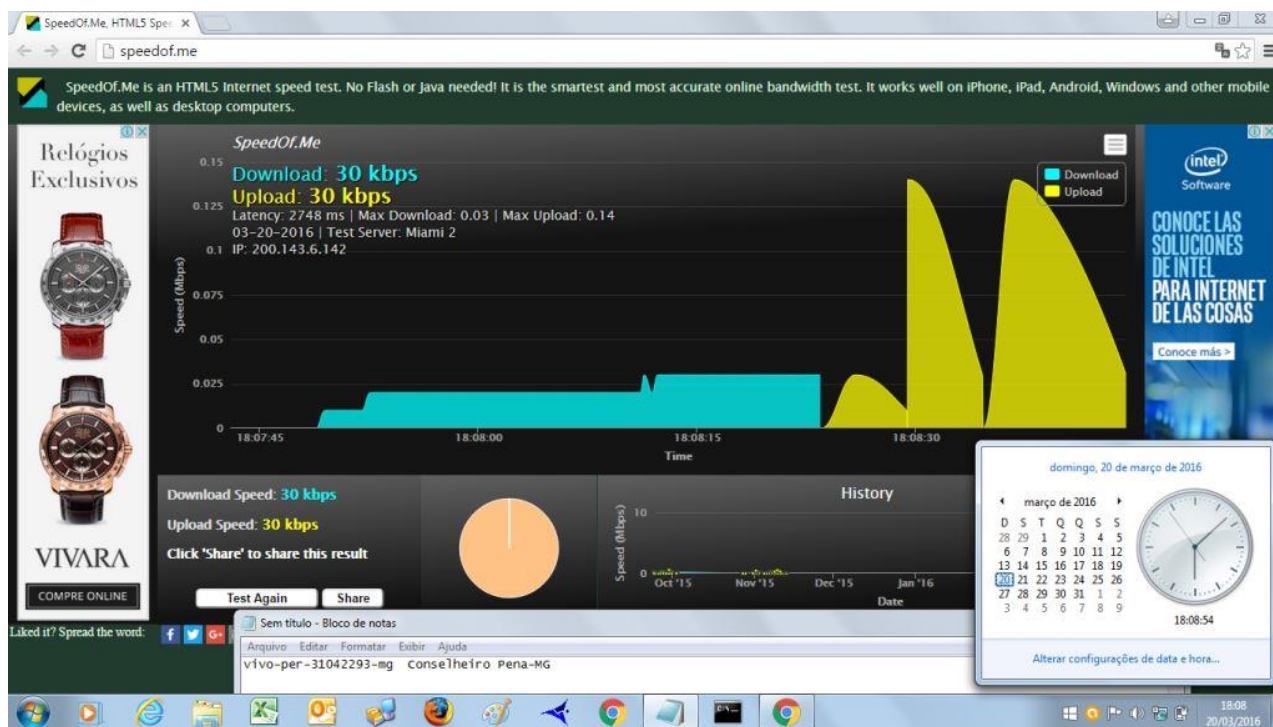 SpeedOf.Me, HTML5 Spee
speedof.me
SpeedOf.Me is an HTML5 Internet speed test. No Flash or Java needed! It is the smartest and most accurate online bandwidth test. It works well on iPhone, iPad, Android, Windows and other mobile
devices, as well as desktop computers.
Relógios
Exclusivos
VIVARA
COMPRE ONLINE
SpeedOf.Me
Download: 30 kbps
Upload: 30 kbps
Latency: 2748 ms | Max Download: 0.03 | Max Upload: 0.14
03-20-2016 | Test Server: Miami 2
IP: 200.143.6.142
Download
Upload
Speed (Mbps)
0.15
0.125
0.1
0.075
0.05
0.025
0
18:07:45 18:08:00 18:08:15 18:08:30
Time
intel
Software
CONOCE LAS
SOLUCIONES
DE INTEL
PARA INTERNET
DE LAS COSAS
Conoce más >
Download Speed: 30 kbps
Upload Speed: 30 kbps
Click 'Share' to share this result
Test Again Share
History
Speed (Mbps)
10
0
Oct '15 Nov '15 Dec '15 Jan '16
Date
domingo, 20 de março de 2016
março de 2016
D S T Q Q S S
28 29 1 2 3 4 5
6 7 8 9 10 11 12
13 14 15 16 17 18 19
20 21 22 23 24 25 26
27 28 29 30 31 1 2
3 4 5 6 7 8 9
18:08:54
Alterar configurações de data e hora...
Liked it? Spread the word:
Sem título - Bloco de notas
Arquivo Editar Formatar Exibir Ajuda
vivo-per-31042293-mg Conselheiro Pena-MG
18:08
20/03/2016